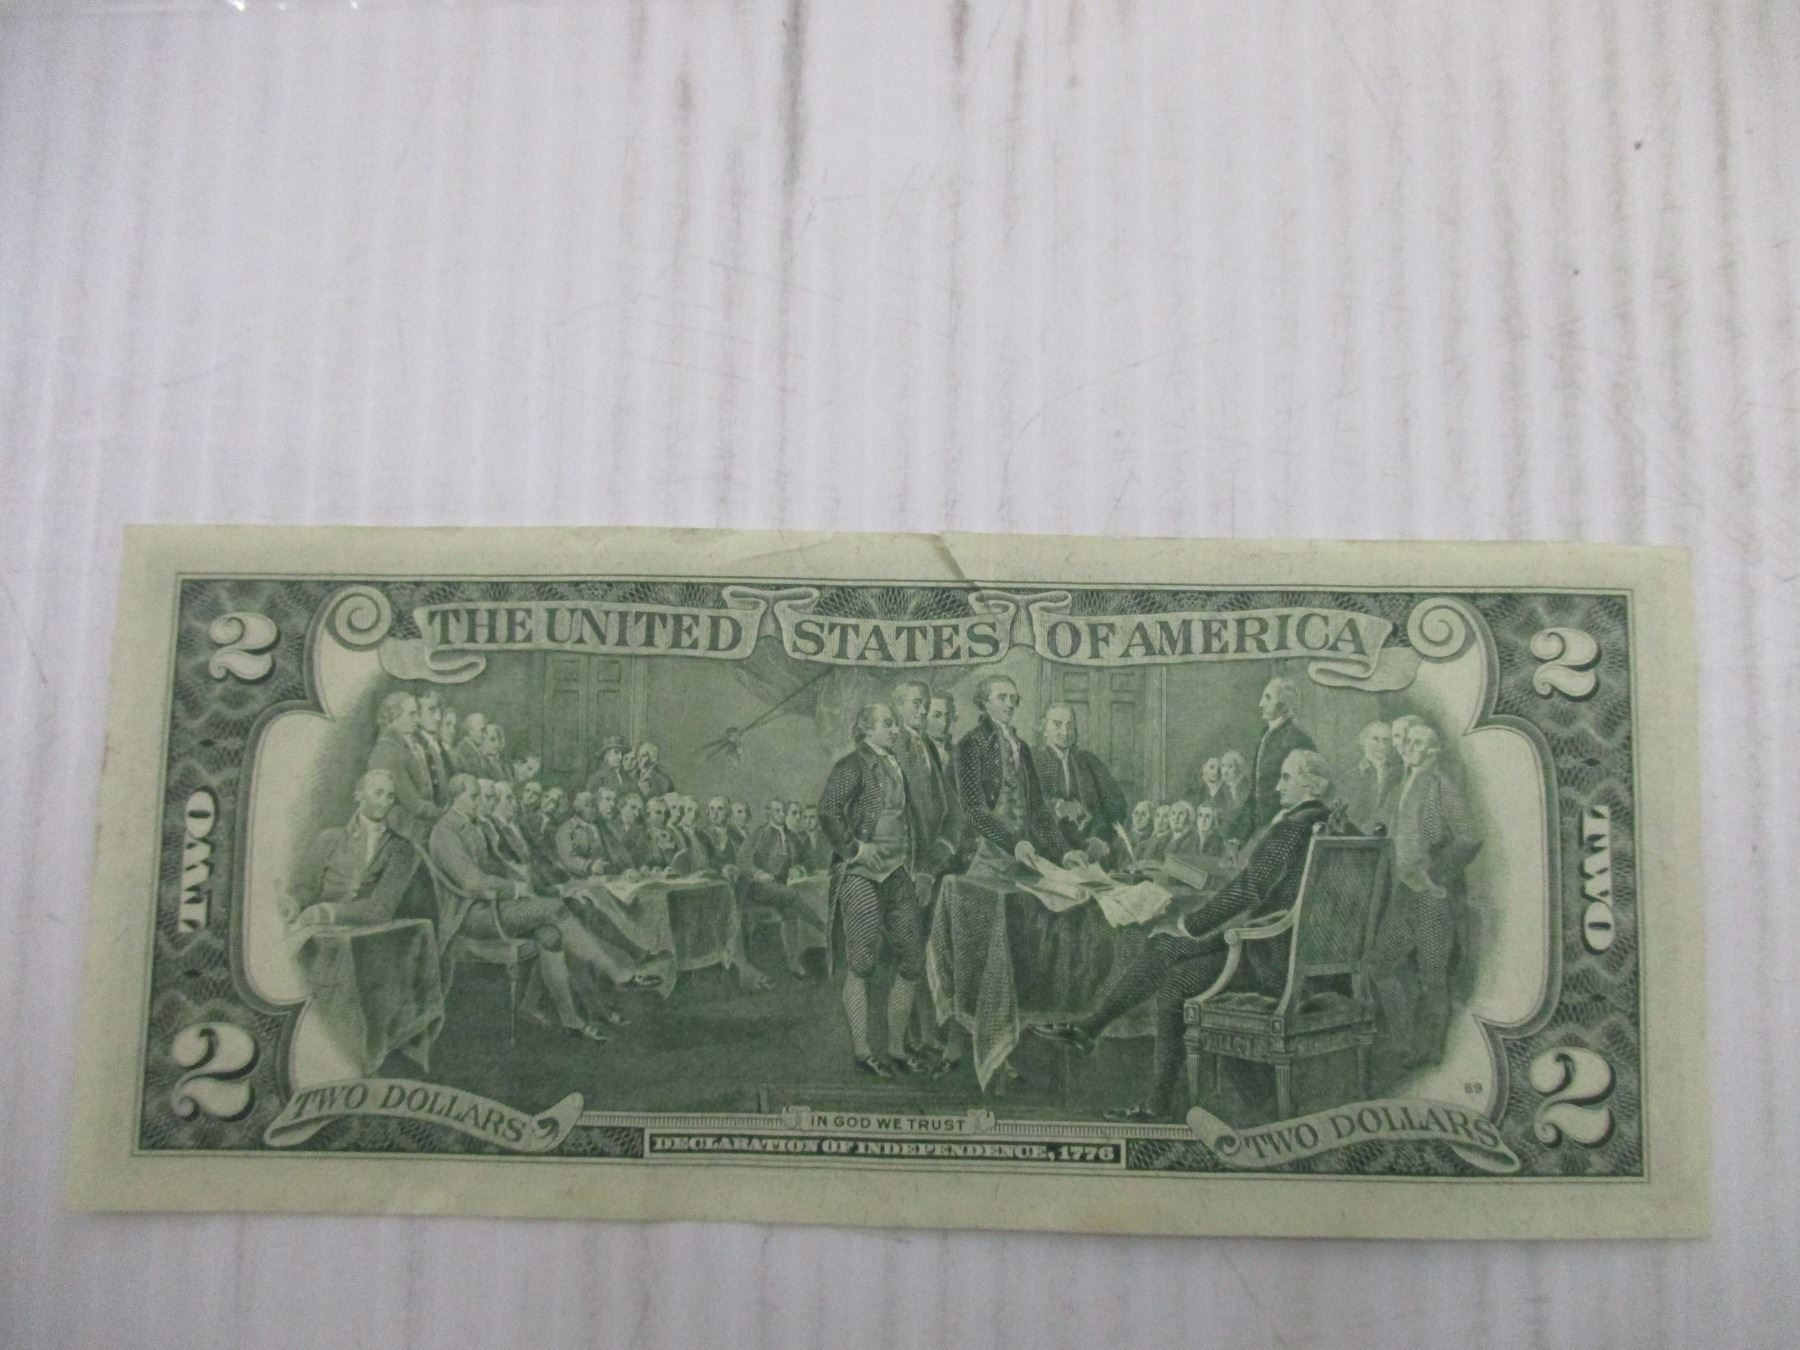 THE UNITED STATES OF AMERICA
2
2
TWO
TWO
2
2
69
TWO DOLLARS
IN GOD WE TRUST
TWO DOLLARS
DECLARATION OF INDEPENDENCE, 1776